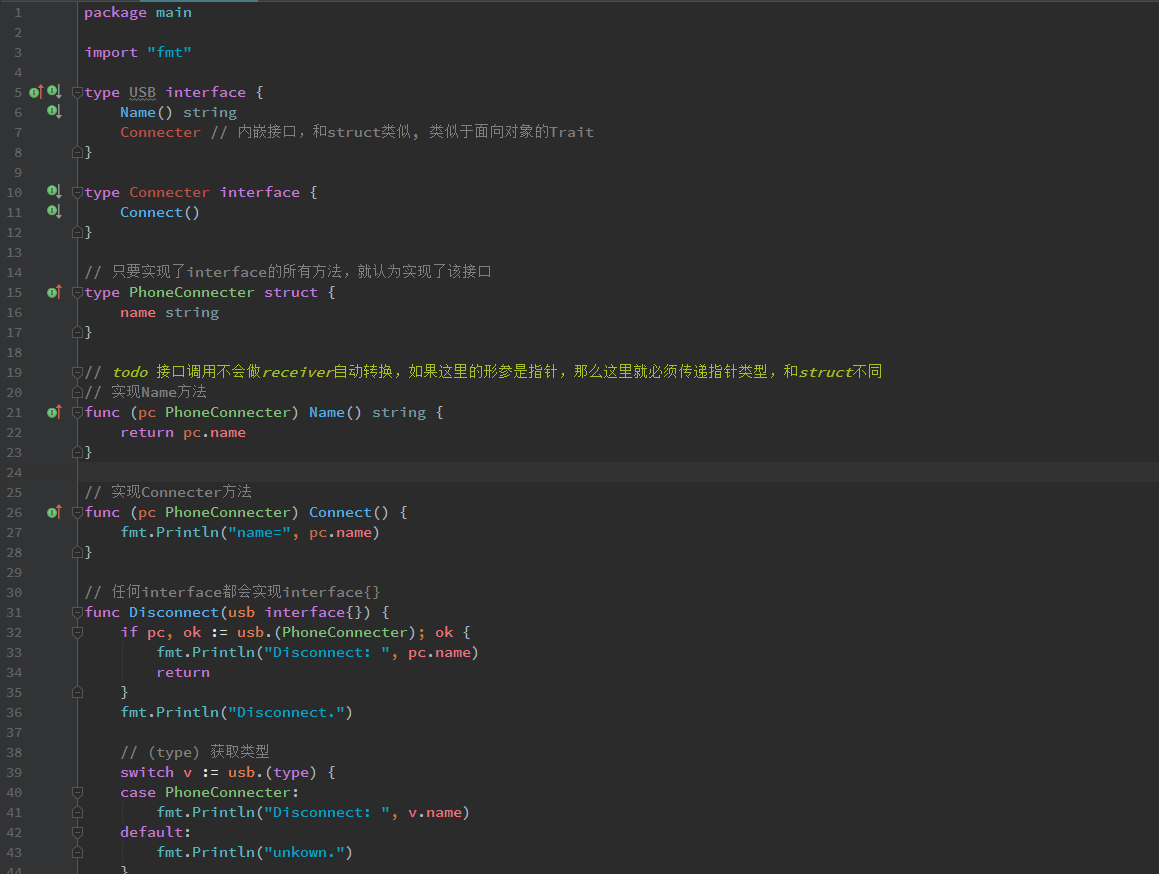 1 package main
2
3 import "fmt"
4
5 type USB interface {
6     Name() string
7     Connecter // 内嵌接口，和struct类似, 类似于面向对象的Trait
8 }
9
10 type Connecter interface {
11     Connect()
12 }
13
14 // 只要实现了interface的所有方法，就认为实现了该接口
15 type PhoneConnecter struct {
16     name string
17 }
18
19 // todo 接口调用不会做receiver自动转换，如果这里的形参是指针，那么这里就必须传递指针类型，和struct不同
20 // 实现Name方法
21 func (pc PhoneConnecter) Name() string {
22     return pc.name
23 }
24
25 // 实现Connecter方法
26 func (pc PhoneConnecter) Connect() {
27     fmt.Println("name=", pc.name)
28 }
29
30 // 任何interface都会实现interface{}
31 func Disconnect(usb interface{}) {
32     if pc, ok := usb.(PhoneConnecter); ok {
33         fmt.Println("Disconnect: ", pc.name)
34         return
35     }
36     fmt.Println("Disconnect.")
37
38     // (type) 获取类型
39     switch v := usb.(type) {
40     case PhoneConnecter:
41         fmt.Println("Disconnect: ", v.name)
42     default:
43         fmt.Println("unkown.")
44     }